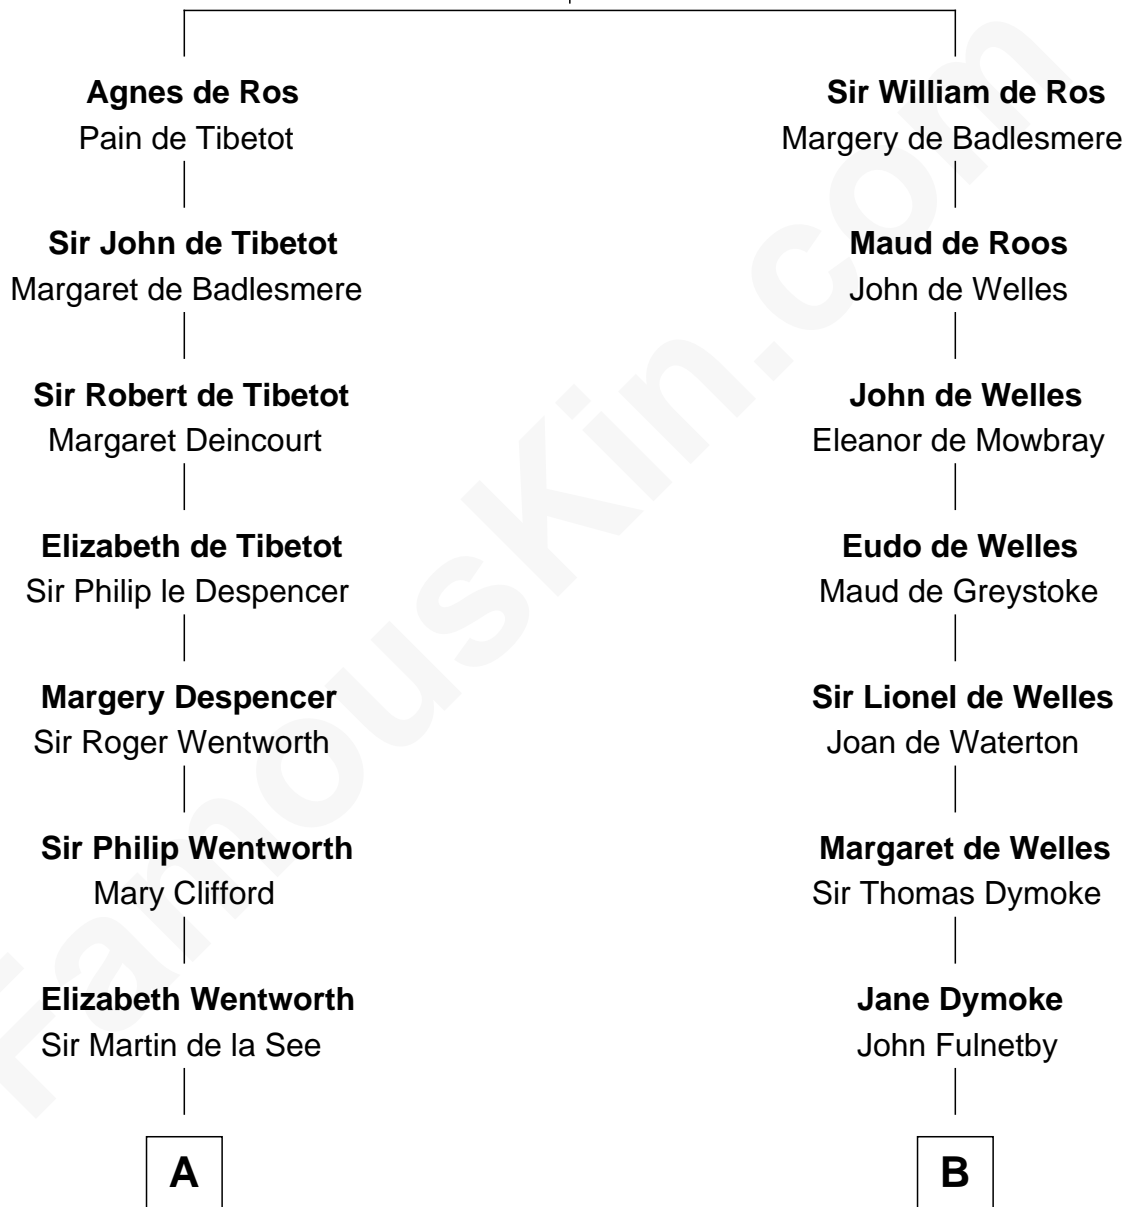 Agnes de Ros
Pain de Tibetot
Sir John de Tibetot
Margaret de Badlesmere
Sir Robert de Tibetot
Margaret Deincourt
Elizabeth de Tibetot
Sir Philip le Despencer
Margery Despencer
Sir Roger Wentworth
Sir Philip Wentworth
Mary Clifford
Elizabeth Wentworth
Sir Martin de la See
A
Sir William de Ros
Margery de Badlesmere
Maud de Roos
John de Welles
John de Welles
Eleanor de Mowbray
Eudo de Welles
Maud de Greystoke
Sir Lionel de Welles
Joan de Waterton
Margaret de Welles
Sir Thomas Dymoke
Jane Dymoke
John Fulnetby
B
FamousKin.com